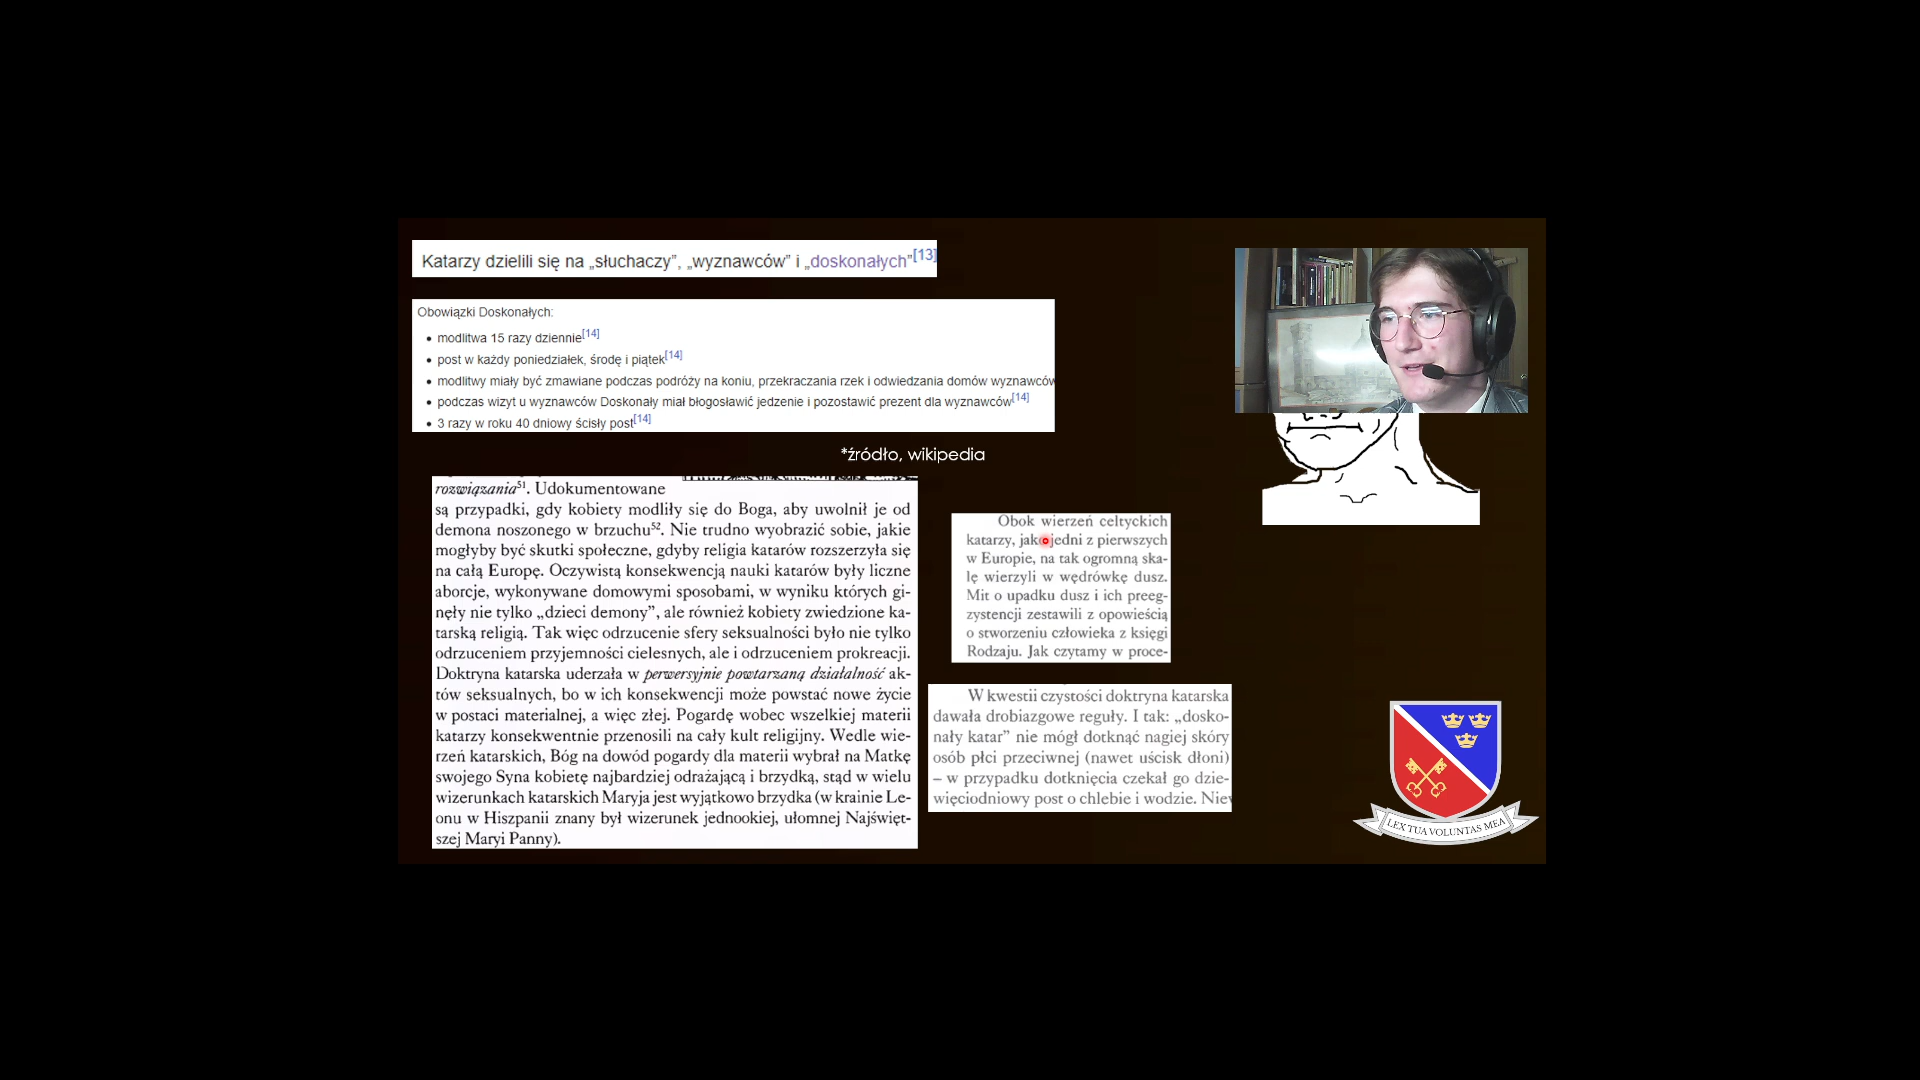 Katarzy dzielili się na „słuchaczy”, „wyznawców” i „doskonałych”[13]
Obowiązki Doskonałych:
• modlitwa 15 razy dziennie[14]
• post w każdy poniedziałek, środę i piątek[14]
• modlitwy miały być zmawiane podczas podróży na koniu, przekraczania rzek i odwiedzania domów wyznawców
• podczas wizyt u wyznawców Doskonały miał błogosławić jedzenie i pozostawić prezent dla wyznawców[14]
• 3 razy w roku 40 dniowy ścisły post[14]
*źródło, wikipedia
rozwiązania51. Udokumentowane
są przypadki, gdy kobiety modliły się do Boga, aby uwolnił je od
demona noszonego w brzuchu52. Nie trudno wyobrazić sobie, jakie
mogłyby być skutki społeczne, gdyby religia katarów rozszerzyła się
na całą Europę. Oczywistą konsekwencją nauki katarów były liczne
aborcje, wykonywane domowymi sposobami, w wyniku których gi-
nęły nie tylko „dzieci demony”, ale również kobiety zwiedzione ka-
tarską religią. Tak więc odrzucenie sfery seksualności było nie tylko
odrzuceniem przyjemności cielesnych, ale i odrzuceniem prokreacji.
Doktryna katarska uderzała w perwersyjnie powtarzaną działalność ak-
tów seksualnych, bo w ich konsekwencji może powstać nowe życie
w postaci materialnej, a więc złej. Pogardę wobec wszelkiej materii
katarzy konsekwentnie przenosili na cały kult religijny. Wedle wie-
rzeń katarskich, Bóg na dowód pogardy dla materii wybrał na Matkę
swojego Syna kobietę najbardziej odrażającą i brzydką, stąd w wielu
wizerunkach katarskich Maryja jest wyjątkowo brzydka (w krainie Le-
onu w Hiszpanii znany był wizerunek jednookiej, ułomnej Najświęt-
szej Maryi Panny).
Obok wierzeń celtyckich
katarzy, jako jedni z pierwszych
w Europie, na tak ogromną ska-
lę wierzyli w wędrówkę dusz.
Mit o upadku dusz i ich preeg-
zystencji zestawili z opowieścią
o stworzeniu człowieka z księgi
Rodzaju. Jak czytamy w proce-
W kwestii czystości doktryna katarska
dawała drobiazgowe reguły. I tak: „dosko-
nały katar” nie mógł dotknąć nagiej skóry
osób płci przeciwnej (nawet uścisk dłoni)
– w przypadku dotknięcia czekał go dzie-
więciodniowy post o chlebie i wodzie. Niew
LEX TUA VOLUNTAS MEA